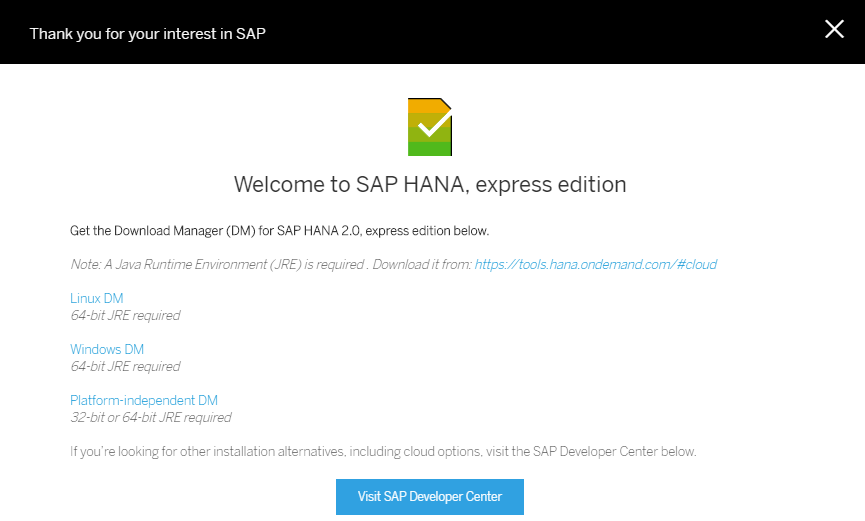 Thank you for your interest in SAP
Welcome to SAP HANA, express edition
Get the Download Manager (DM) for SAP HANA 2.0, express edition below.
Note: A Java Runtime Environment (JRE) is required . Download it from: https://tools.hana.ondemand.com/#cloud
Linux DM
64-bit JRE required
Windows DM
64-bit JRE required
Platform-independent DM
32-bit or 64-bit JRE required
If you're looking for other installation alternatives, including cloud options, visit the SAP Developer Center below.
Visit SAP Developer Center